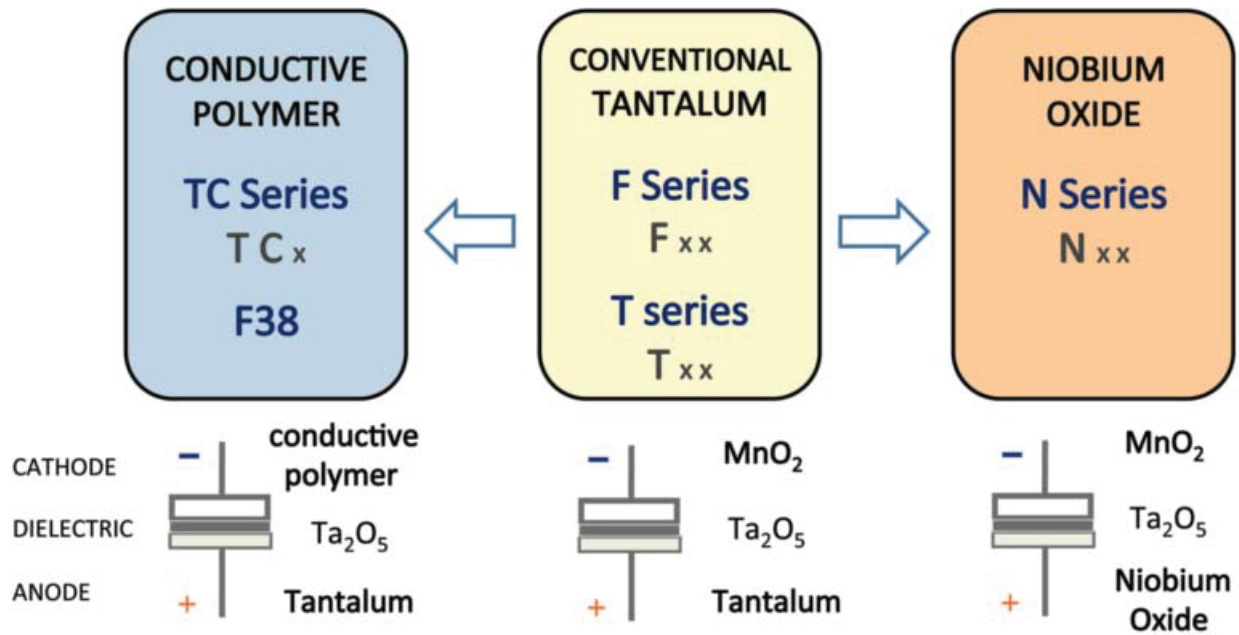 CONDUCTIVE
POLYMER
TC Series
T C x
F38
CONVENTIONAL
TANTALUM
F Series
F x x
T series
T x x
NIOBIUM
OXIDE
N Series
N x x
CATHODE
DIELECTRIC
ANODE
−
conductive
polymer
Ta₂O₅
+
Tantalum
−
MnO₂
Ta₂O₅
+
Tantalum
−
MnO₂
Ta₂O₅
+
Niobium
Oxide